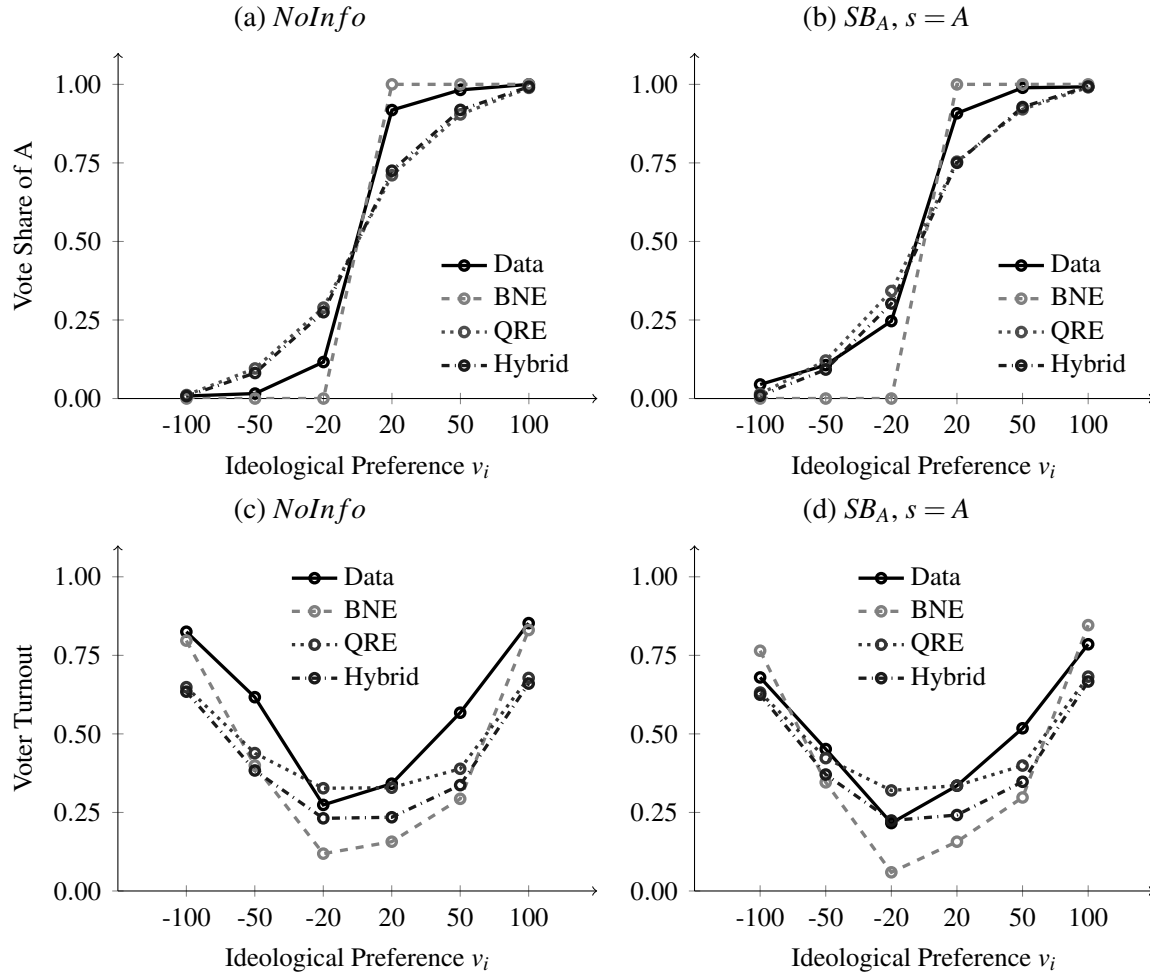 (a) NoInfo
1.00
0.75
0.50
0.25
0.00
Vote Share of A
Data
BNE
QRE
Hybrid
-100 -50 -20 20 50 100
Ideological Preference v_i
(b) SB_A, s = A
1.00
0.75
0.50
0.25
0.00
Data
BNE
QRE
Hybrid
-100 -50 -20 20 50 100
Ideological Preference v_i
(c) NoInfo
1.00
0.75
0.50
0.25
0.00
Voter Turnout
Data
BNE
QRE
Hybrid
-100 -50 -20 20 50 100
Ideological Preference v_i
(d) SB_A, s = A
1.00
0.75
0.50
0.25
0.00
Data
BNE
QRE
Hybrid
-100 -50 -20 20 50 100
Ideological Preference v_i